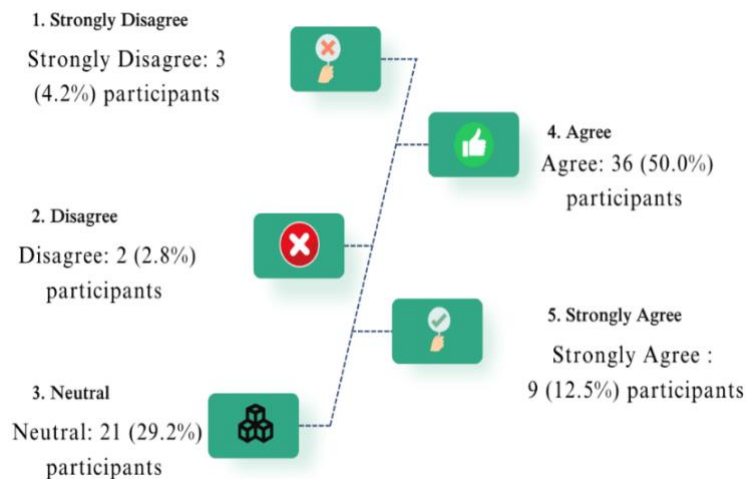 1. Strongly Disagree
Strongly Disagree: 3
(4.2%) participants
2. Disagree
Disagree: 2 (2.8%)
participants
3. Neutral
Neutral: 21 (29.2%)
participants
4. Agree
Agree: 36 (50.0%)
participants
5. Strongly Agree
Strongly Agree :
9 (12.5%) participants